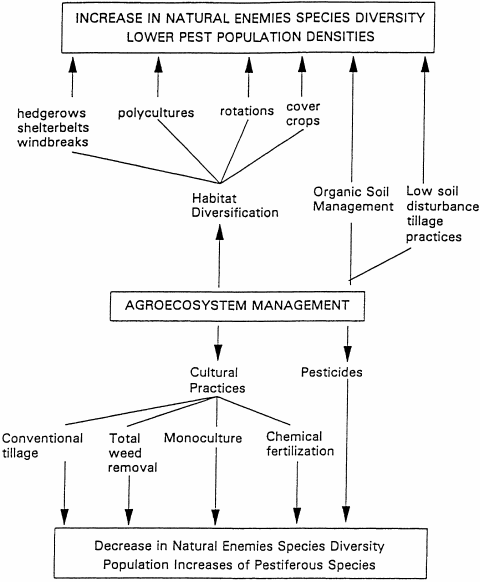 INCREASE IN NATURAL ENEMIES SPECIES DIVERSITY
LOWER PEST POPULATION DENSITIES
hedgerows
shelterbelts
windbreaks
polycultures
rotations
cover
crops
Habitat
Diversification
Organic Soil
Management
Low soil
disturbance
tillage
practices
AGROECOSYSTEM MANAGEMENT
Cultural
Practices
Pesticides
Conventional
tillage
Total
weed
removal
Monoculture
Chemical
fertilization
Decrease in Natural Enemies Species Diversity
Population Increases of Pestiferous Species